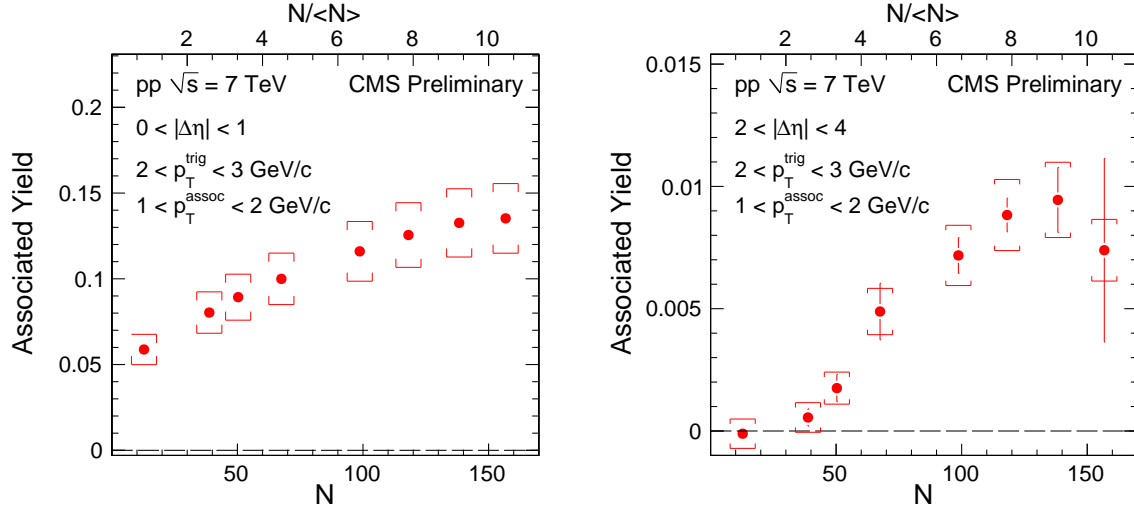 N/<N>
2 4 6 8 10
pp √s = 7 TeV CMS Preliminary
0 < |Δη| < 1
2 < p_T^trig < 3 GeV/c
1 < p_T^assoc < 2 GeV/c
Associated Yield
0.2
0.15
0.1
0.05
0
50 100 150
N
N/<N>
2 4 6 8 10
pp √s = 7 TeV CMS Preliminary
2 < |Δη| < 4
2 < p_T^trig < 3 GeV/c
1 < p_T^assoc < 2 GeV/c
Associated Yield
0.015
0.010
0.005
0
50 100 150
N